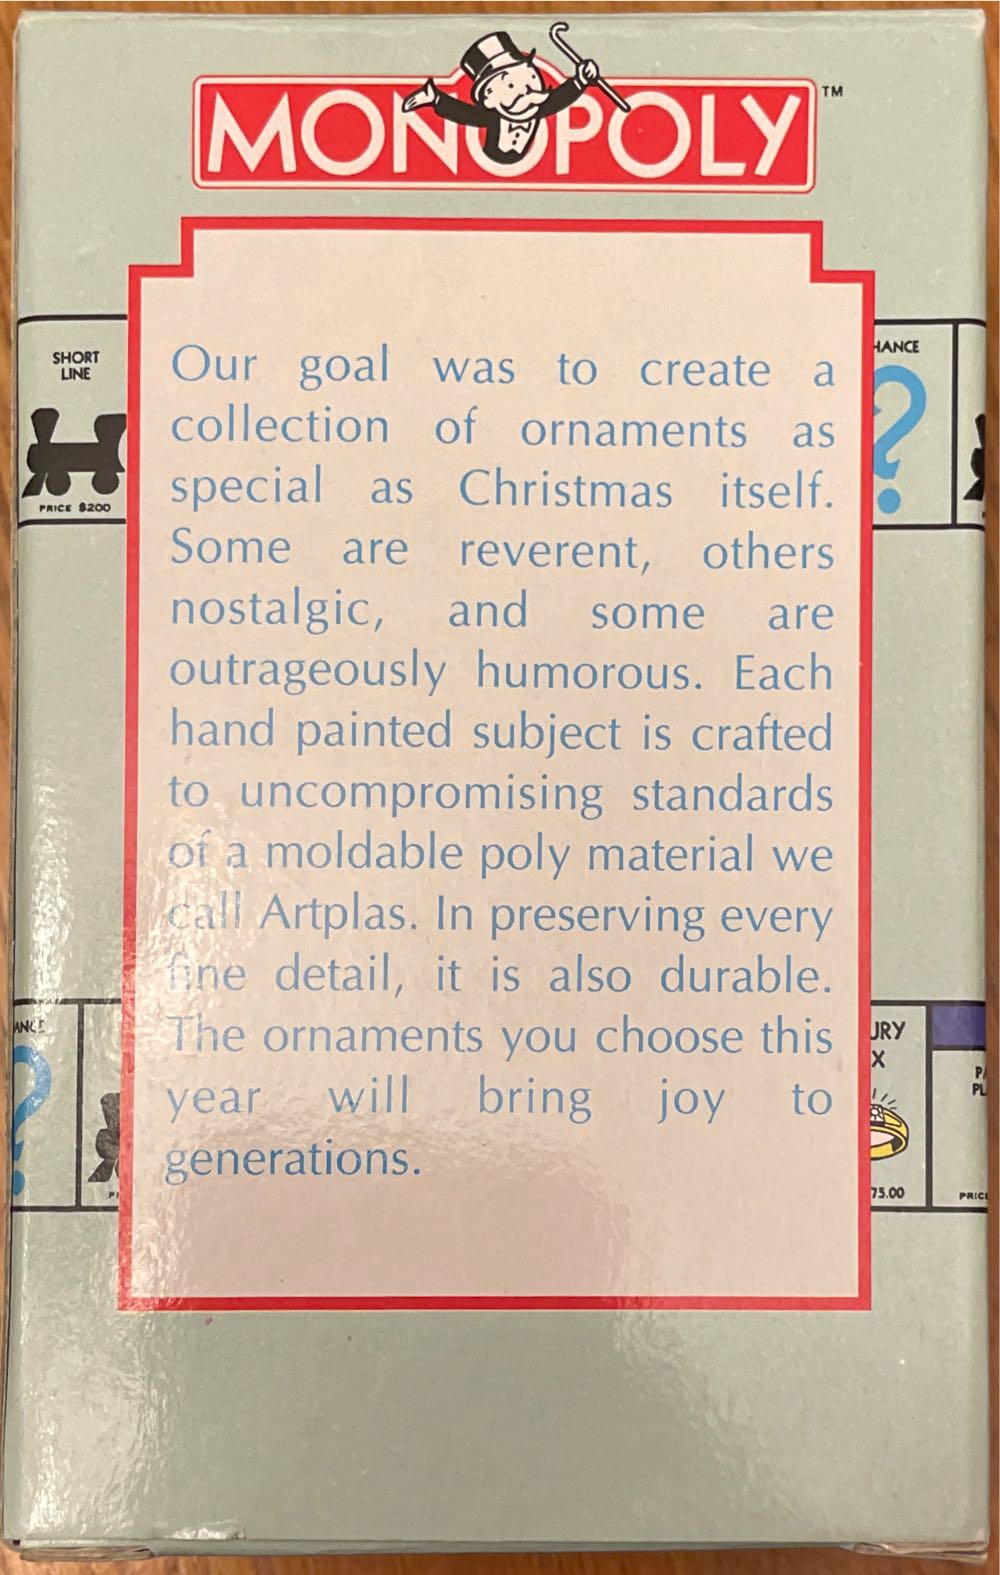 MONOPOLY™
SHORT
LINE
PRICE $200
HANCE
?
Our goal was to create a
collection of ornaments as
special as Christmas itself.
Some are reverent, others
nostalgic, and some are
outrageously humorous. Each
hand painted subject is crafted
to uncompromising standards
of a moldable poly material we
call Artplas. In preserving every
fine detail, it is also durable.
The ornaments you choose this
year will bring joy to
generations.
ANCE
?
URY
X
75.00
PRIC